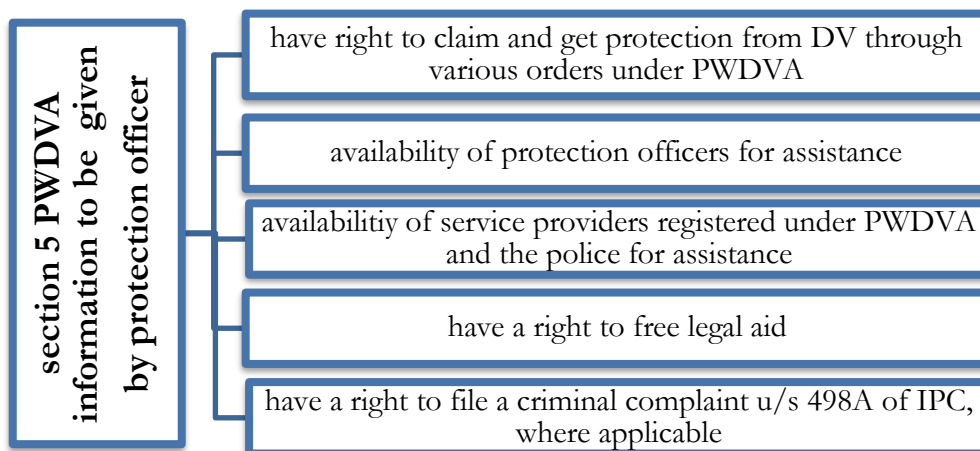 section 5 PWDVA
information to be given
by protection officer
have right to claim and get protection from DV through
various orders under PWDVA
availability of protection officers for assistance
availabilitiy of service providers registered under PWDVA
and the police for assistance
have a right to free legal aid
have a right to file a criminal complaint u/s 498A of IPC,
where applicable